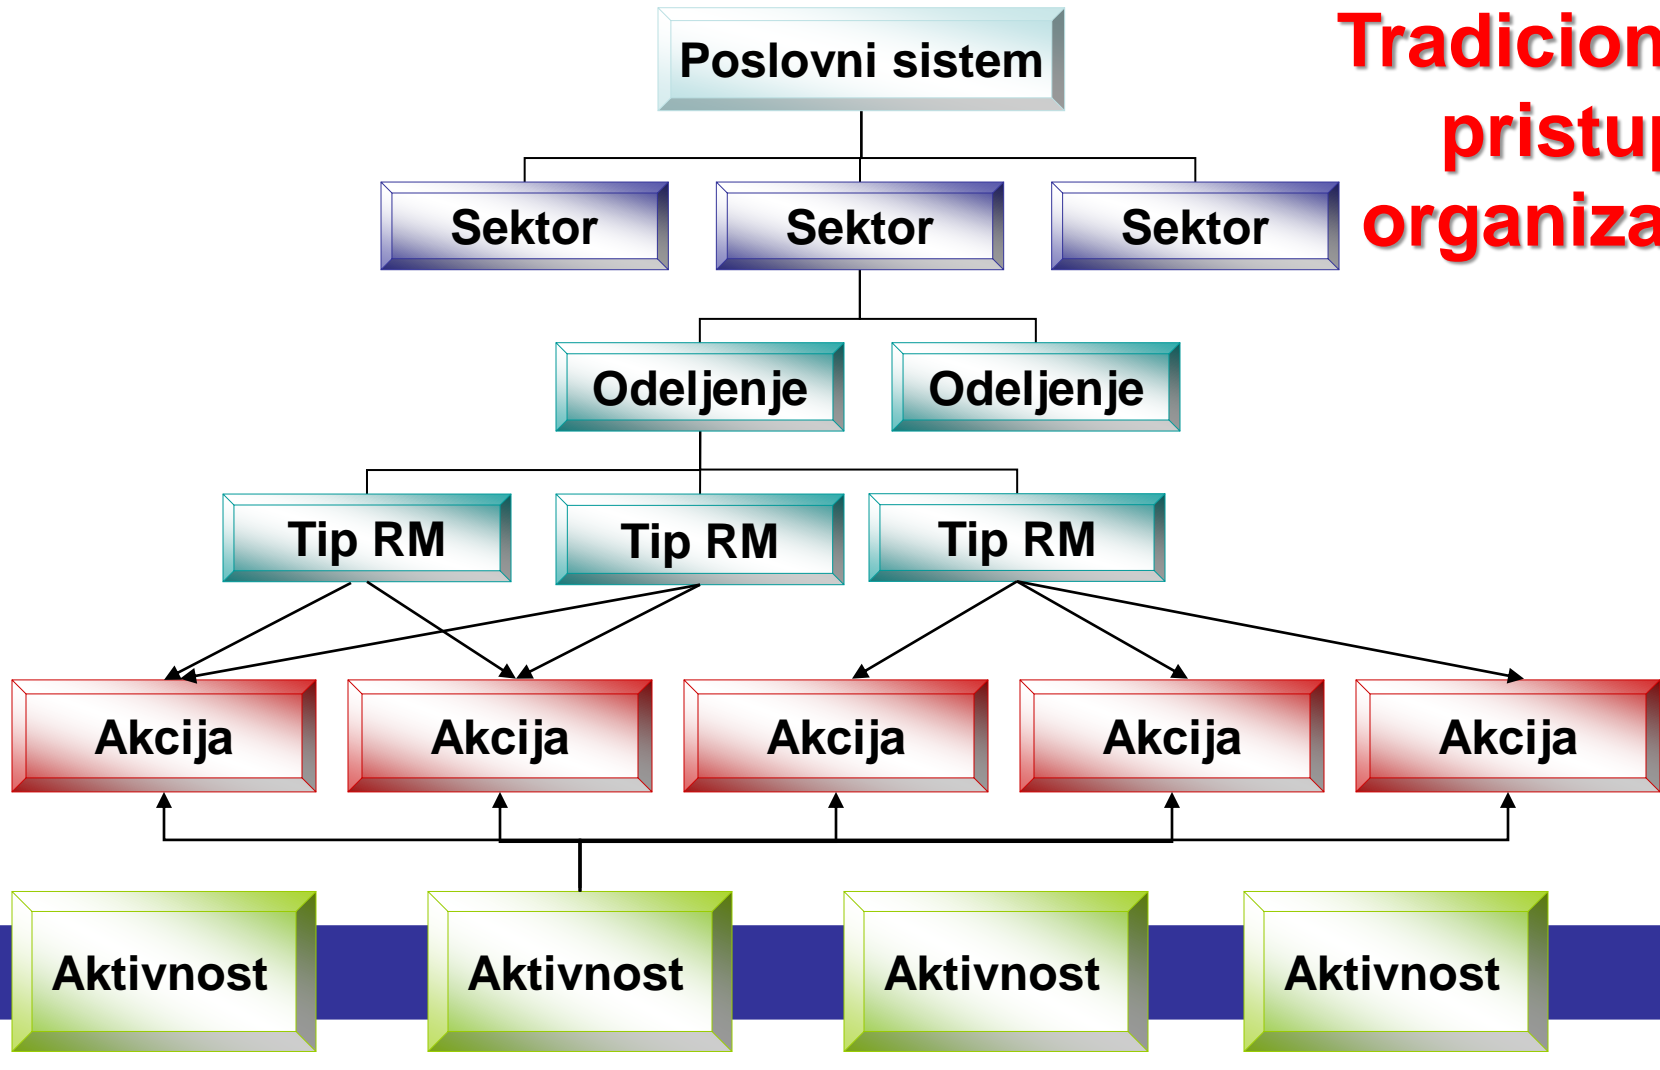 Poslovni sistem
Tradicion
pristup
organiza
Sektor Sektor Sektor
Odeljenje Odeljenje
Tip RM Tip RM Tip RM
Akcija Akcija Akcija Akcija Akcija
Aktivnost Aktivnost Aktivnost Aktivnost